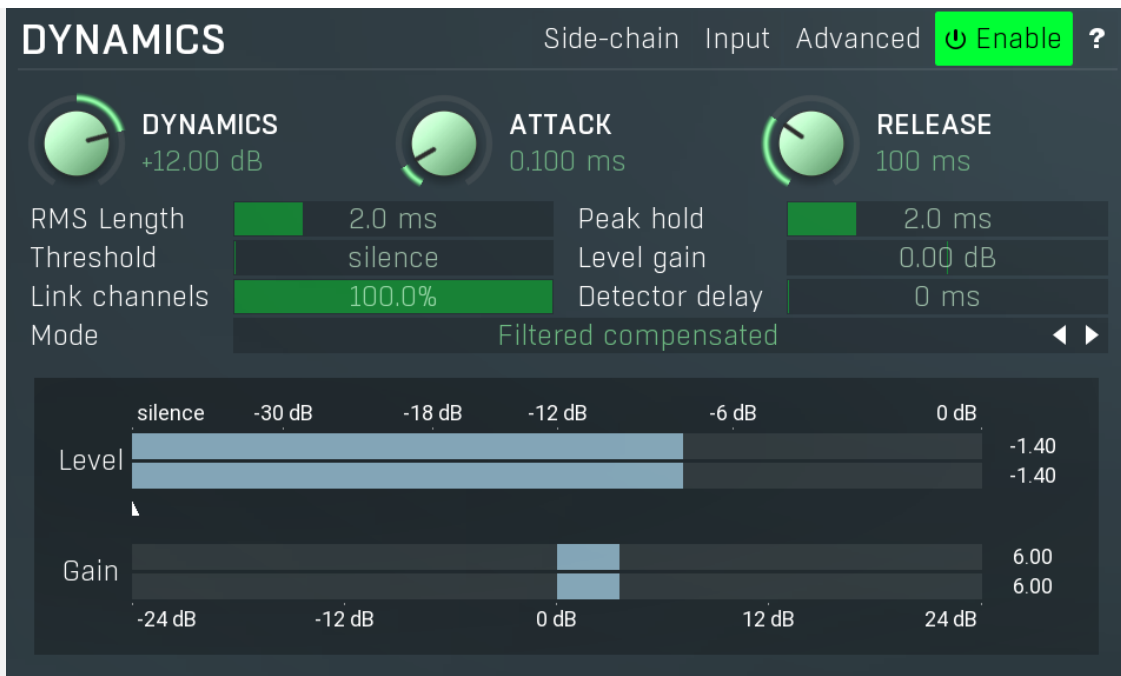 DYNAMICS Side-chain Input Advanced Enable ?
DYNAMICS ATTACK RELEASE
+12.00 dB 0.100 ms 100 ms
RMS Length 2.0 ms Peak hold 2.0 ms
Threshold silence Level gain 0.00 dB
Link channels 100.0% Detector delay 0 ms
Mode Filtered compensated
silence -30 dB -18 dB -12 dB -6 dB 0 dB
Level -1.40
-1.40
Gain 6.00
6.00
-24 dB -12 dB 0 dB 12 dB 24 dB